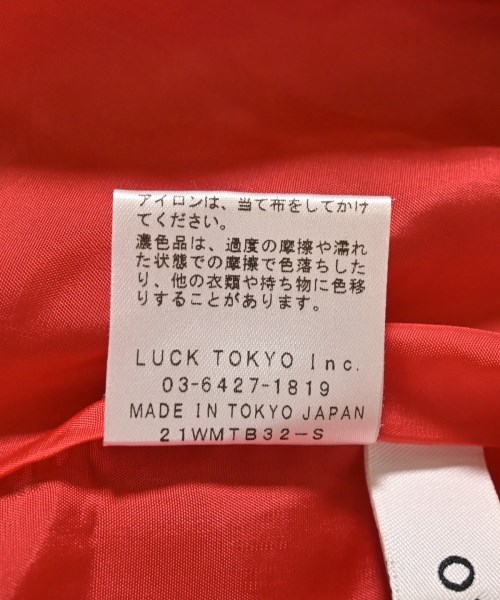 アイロンは、当て布をしてかけ
てください。
濃色品は、過度の摩擦や濡れ
た状態での摩擦で色落ちした
り、他の衣類や持ち物に色移
りすることがあります。
LUCK TOKYO Inc.
03-6427-1819
MADE IN TOKYO JAPAN
21WMTB32-S